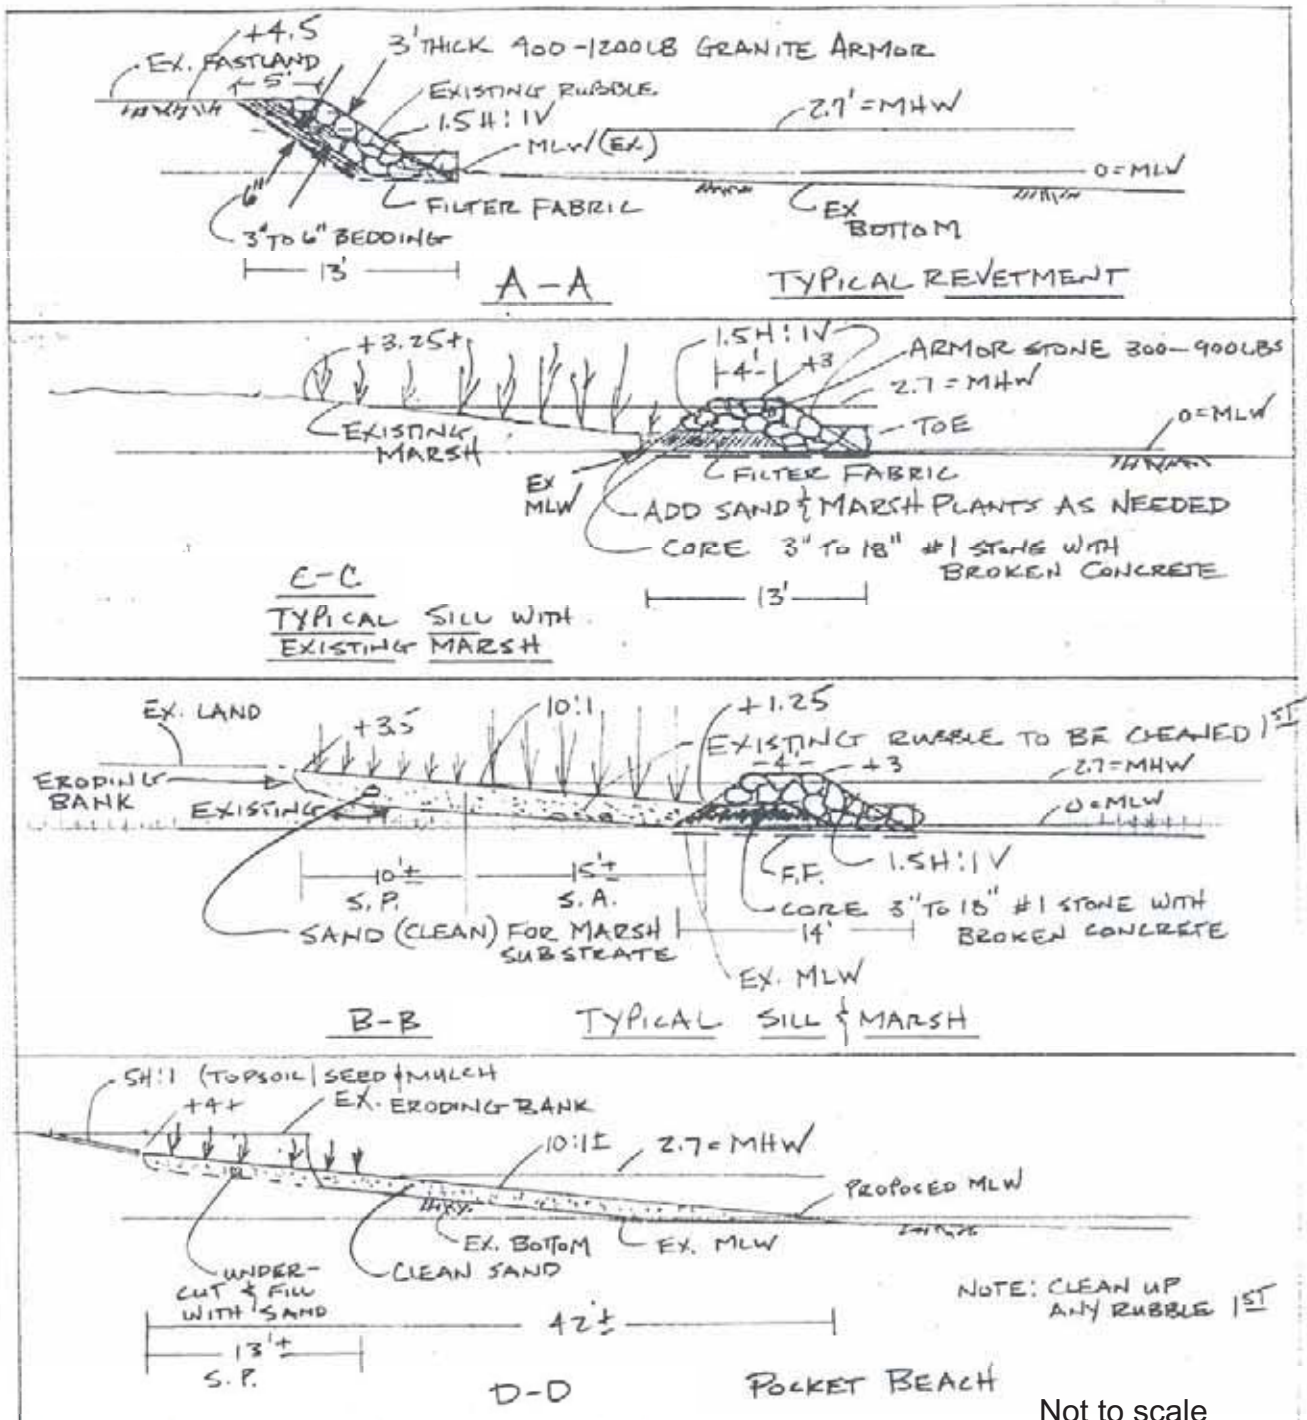 +4.5
3' THICK 900-1200LB GRANITE ARMOR
EX. FASTLAND
5'
EXISTING RUBBLE
1.5H:1V
2.7'=MHW
MLW (EX)
0=MLW
6"
FILTER FABRIC
EX
BOTTOM
3" TO 6" BEDDING
13'
A-A
TYPICAL REVETMENT
+3.25+
1.5H:1V
4'
+3
ARMOR STONE 300-900LBS
2.7=MHW
TOE
0=MLW
EXISTING
MARSH
EX
MLW
FILTER FABRIC
ADD SAND & MARSH PLANTS AS NEEDED
CORE 3" TO 18" #1 STONE WITH
BROKEN CONCRETE
13'
C-C
TYPICAL SILL WITH
EXISTING MARSH
EX. LAND
+3.5
10:1
+1.25
EXISTING RUBBLE TO BE CLEANED 1ST
4'
+3
2.7=MHW
ERODING
BANK
EXISTING
0=MLW
10'±
S.P.
15'±
S.A.
F.F.
1.5H:1V
CORE 3" TO 18" #1 STONE WITH
BROKEN CONCRETE
SAND (CLEAN) FOR MARSH
SUBSTRATE
14'
EX. MLW
B-B
TYPICAL SILL & MARSH
5H:1 (TOPSOIL/SEED & MULCH
+4+
EX. ERODING BANK
10:1±
2.7=MHW
PROPOSED MLW
EX. BOTTOM
EX. MLW
UNDER-
CUT & FILL
WITH SAND
CLEAN SAND
NOTE: CLEAN UP
ANY RUBBLE 1ST
42'±
13'±
S.P.
D-D
POCKET BEACH
Not to scale